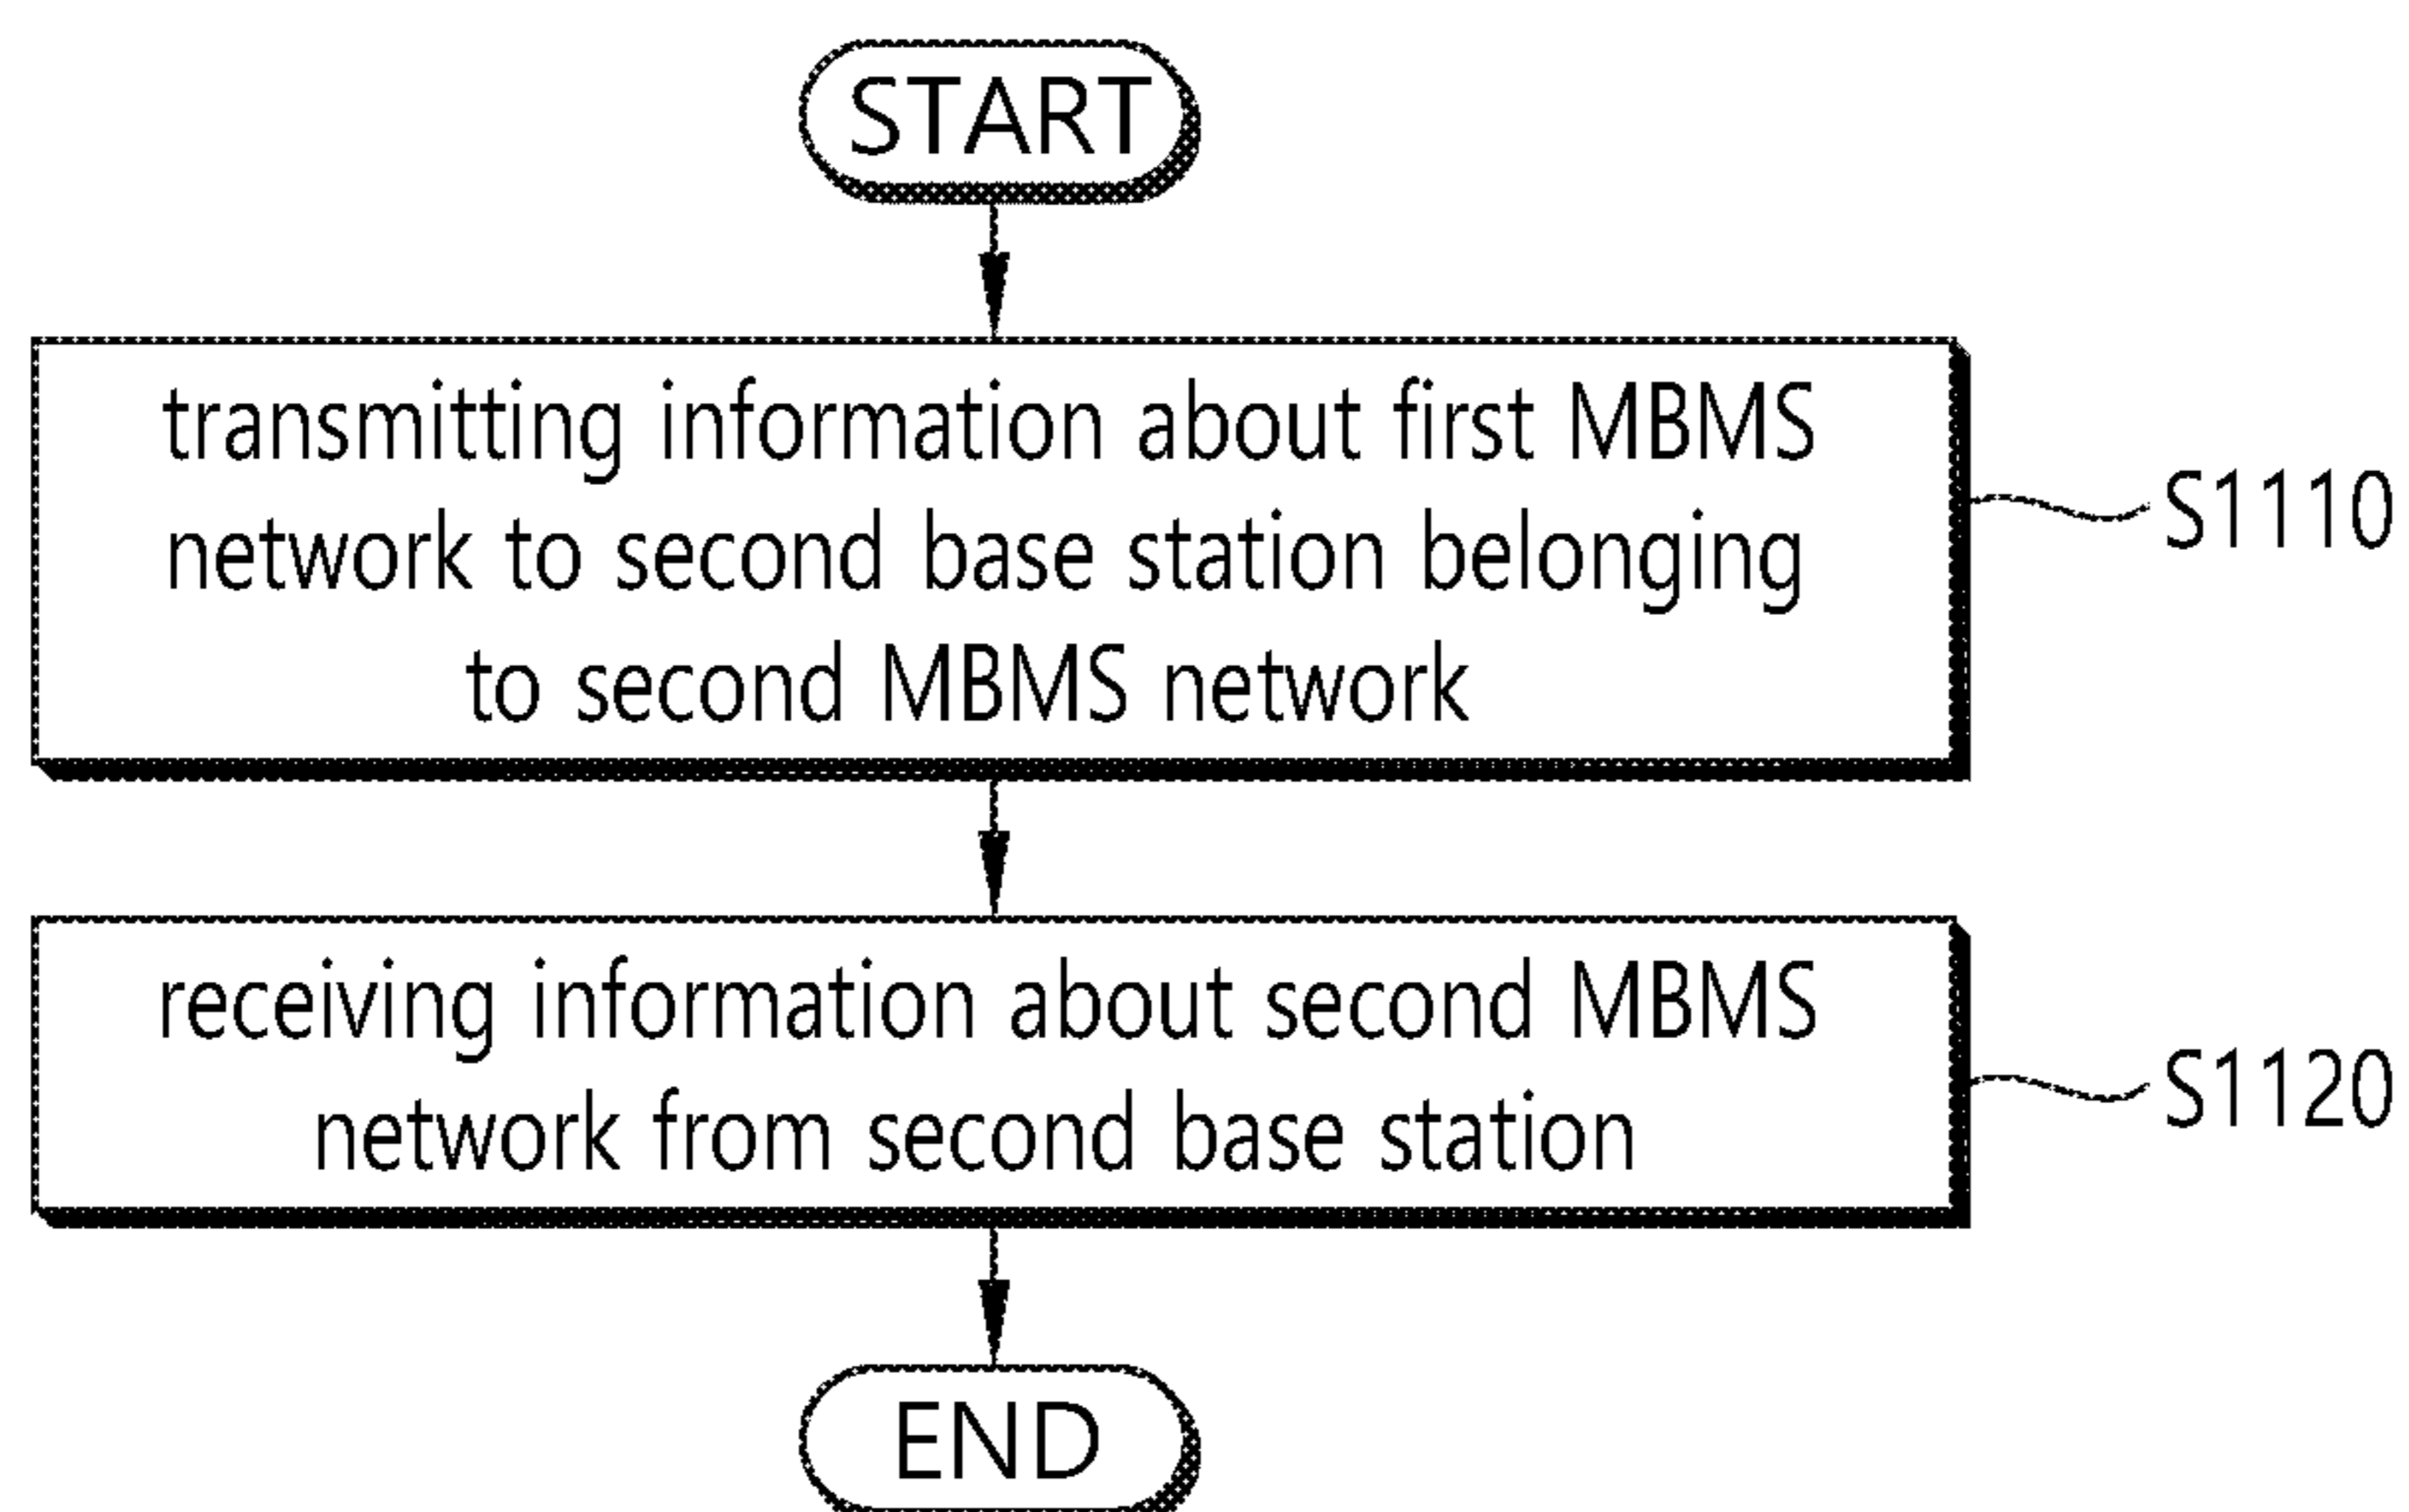 START
transmitting information about first MBMS
network to second base station belonging
to second MBMS network
S1110
receiving information about second MBMS
network from second base station
S1120
END